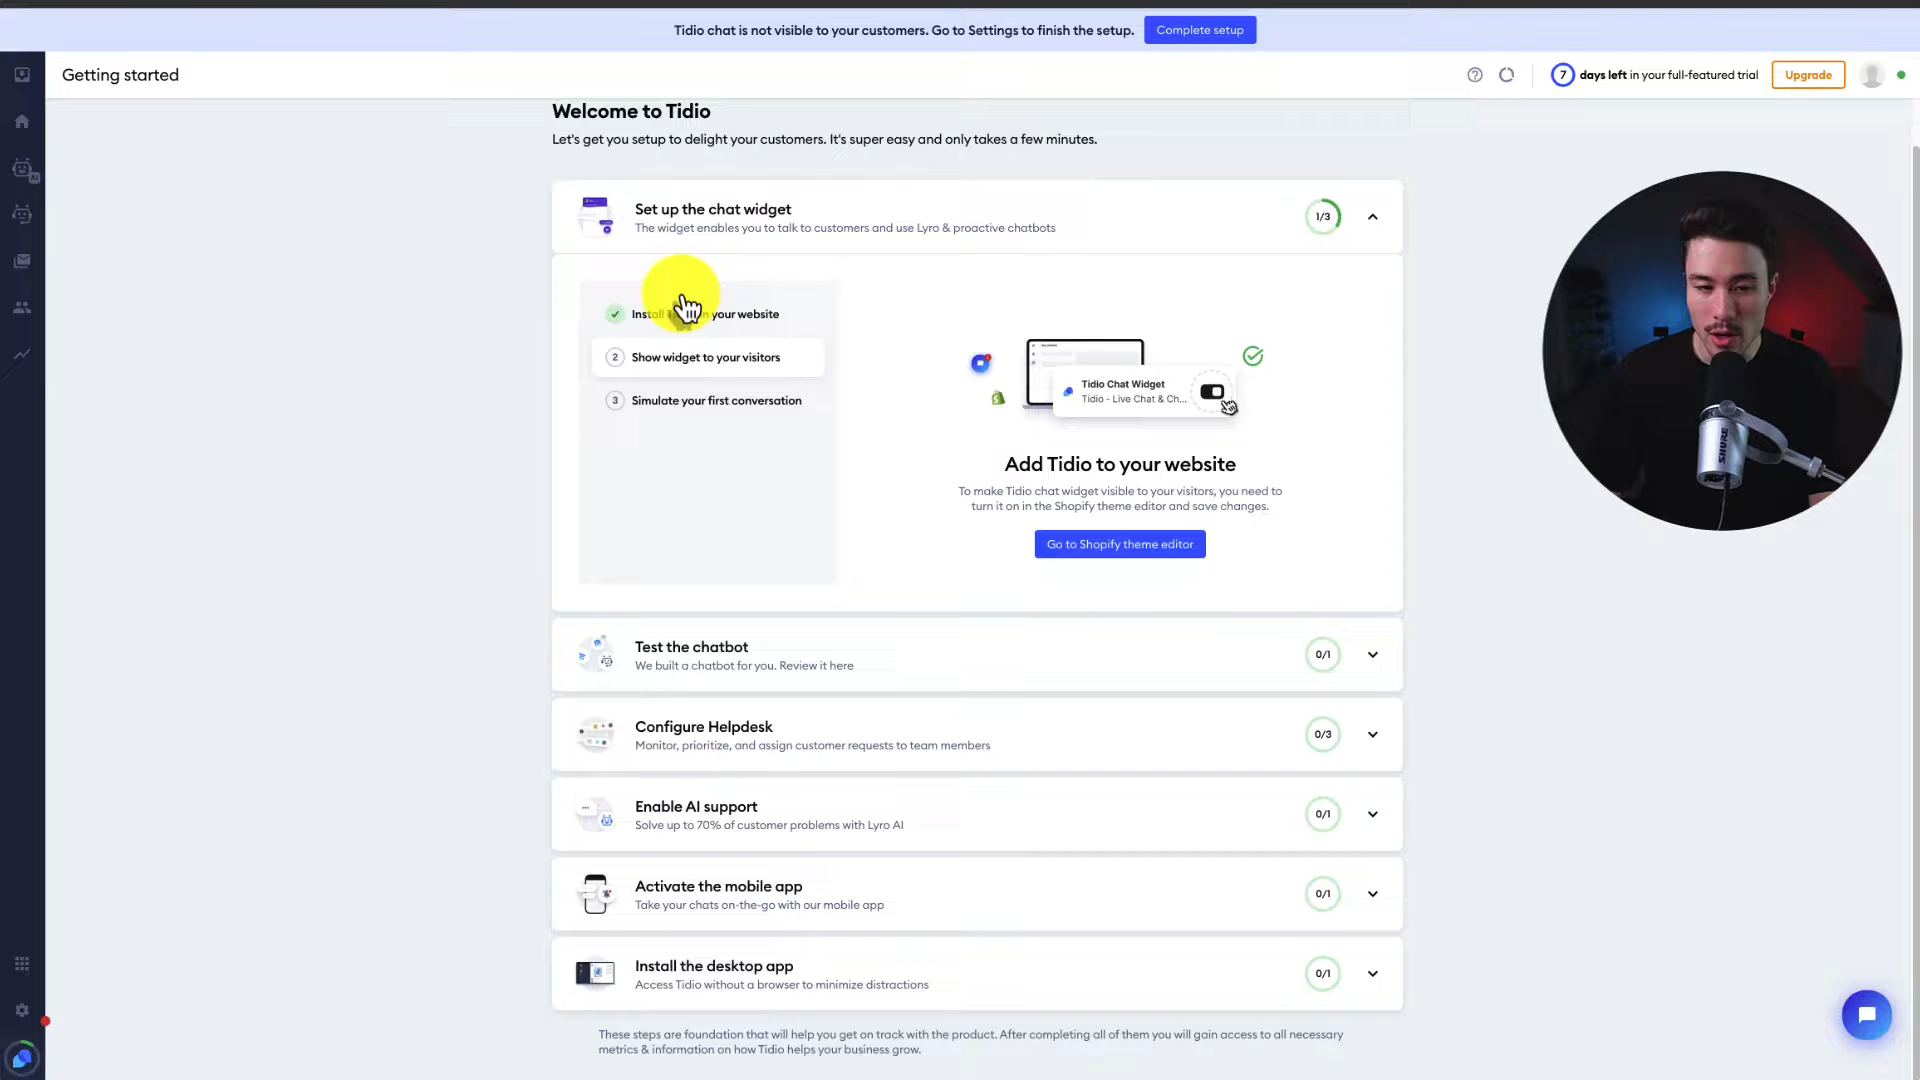 Tidio chat is not visible to your customers. Go to Settings to finish the setup.
Complete setup
Getting started
7 days left in your full-featured trial
Upgrade
AI
Welcome to Tidio
Let's get you setup to delight your customers. It's super easy and only takes a few minutes.
Set up the chat widget
The widget enables you to talk to customers and use Lyro & proactive chatbots
1/3
Install your website
2 Show widget to your visitors
3 Simulate your first conversation
Tidio Chat Widget
Tidio - Live Chat & Ch...
Add Tidio to your website
To make Tidio chat widget visible to your visitors, you need to
turn it on in the Shopify theme editor and save changes.
Go to Shopify theme editor
SHURE
Test the chatbot
We built a chatbot for you. Review it here
0/1
Configure Helpdesk
Monitor, prioritize, and assign customer requests to team members
0/3
Enable AI support
Solve up to 70% of customer problems with Lyro AI
0/1
Activate the mobile app
Take your chats on-the-go with our mobile app
0/1
Install the desktop app
Access Tidio without a browser to minimize distractions
0/1
These steps are foundation that will help you get on track with the product. After completing all of them you will gain access to all necessary
metrics & information on how Tidio helps your business grow.